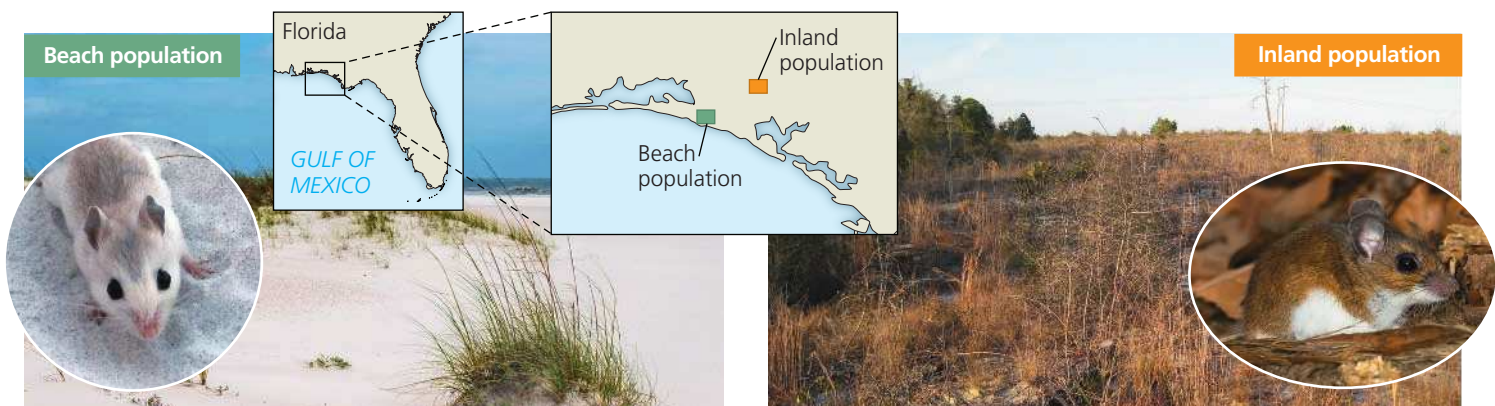 Beach population
Florida
GULF OF
MEXICO
Inland
population
Beach
population
Inland population